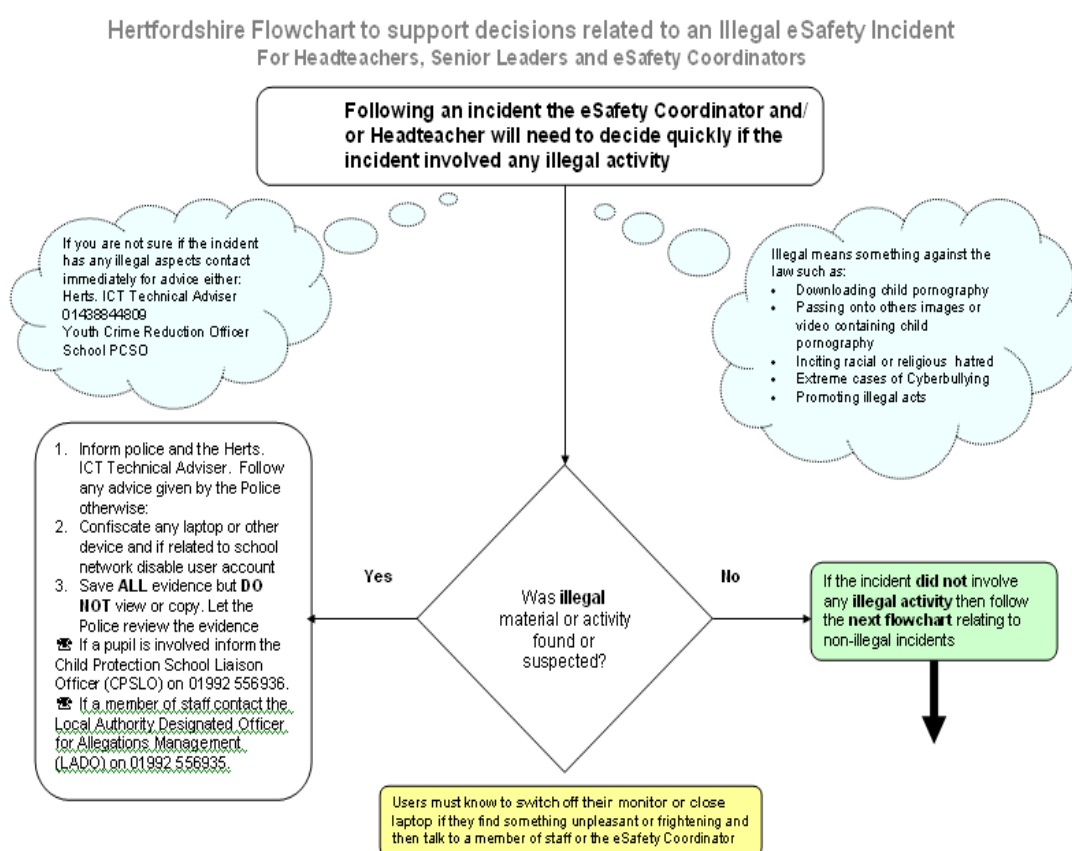 Hertfordshire Flowchart to support decisions related to an Illegal eSafety Incident
For Headteachers, Senior Leaders and eSafety Coordinators
Following an incident the eSafety Coordinator and/
or Headteacher will need to decide quickly if the
incident involved any illegal activity
If you are not sure if the incident
has any illegal aspects contact
immediately for advice either:
Herts. ICT Technical Adviser
01438844809
Youth Crime Reduction Officer
School PCSO
Illegal means something against the
law such as:
• Downloading child pornography
• Passing onto others images or
video containing child
pornography
• Inciting racial or religious hatred
• Extreme cases of Cyberbullying
• Promoting illegal acts
1. Inform police and the Herts.
ICT Technical Adviser. Follow
any advice given by the Police
otherwise:
2. Confiscate any laptop or other
device and if related to school
network disable user account
3. Save ALL evidence but DO
NOT view or copy. Let the
Police review the evidence
☎ If a pupil is involved inform the
Child Protection School Liaison
Officer (CPSLO) on 01992 556936.
☎ If a member of staff contact the
Local Authority Designated Officer
for Allegations Management
(LADO) on 01992 556935.
Yes
Was illegal
material or activity
found or
suspected?
No
If the incident did not involve
any illegal activity then follow
the next flowchart relating to
non-illegal incidents
Users must know to switch off their monitor or close
laptop if they find something unpleasant or frightening and
then talk to a member of staff or the eSafety Coordinator